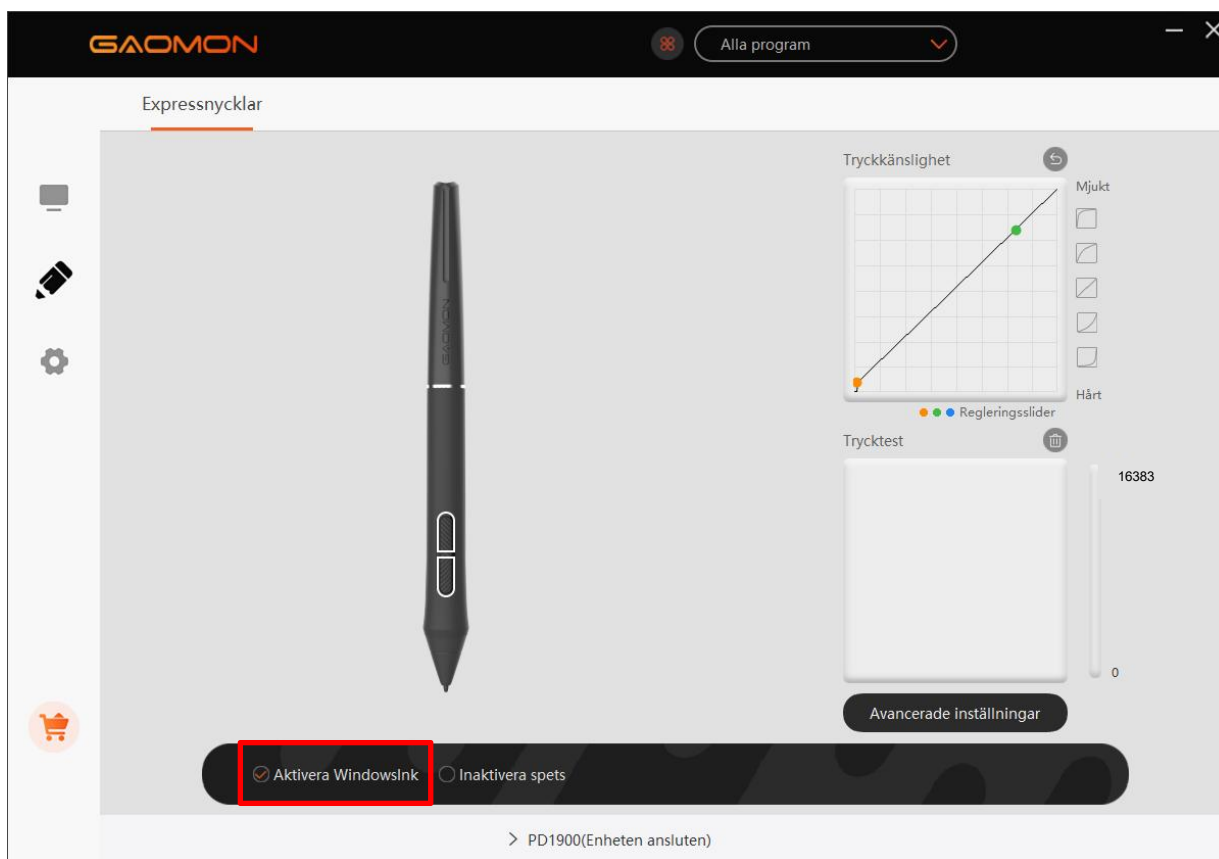 GAOMON
Alla program
Expressnycklar
Tryckkänslighet
Mjukt
GAOMON
Hårt
Regleringsslider
Trycktest
16383
0
Avancerade inställningar
Aktivera WindowsInk
Inaktivera spets
> PD1900(Enheten ansluten)